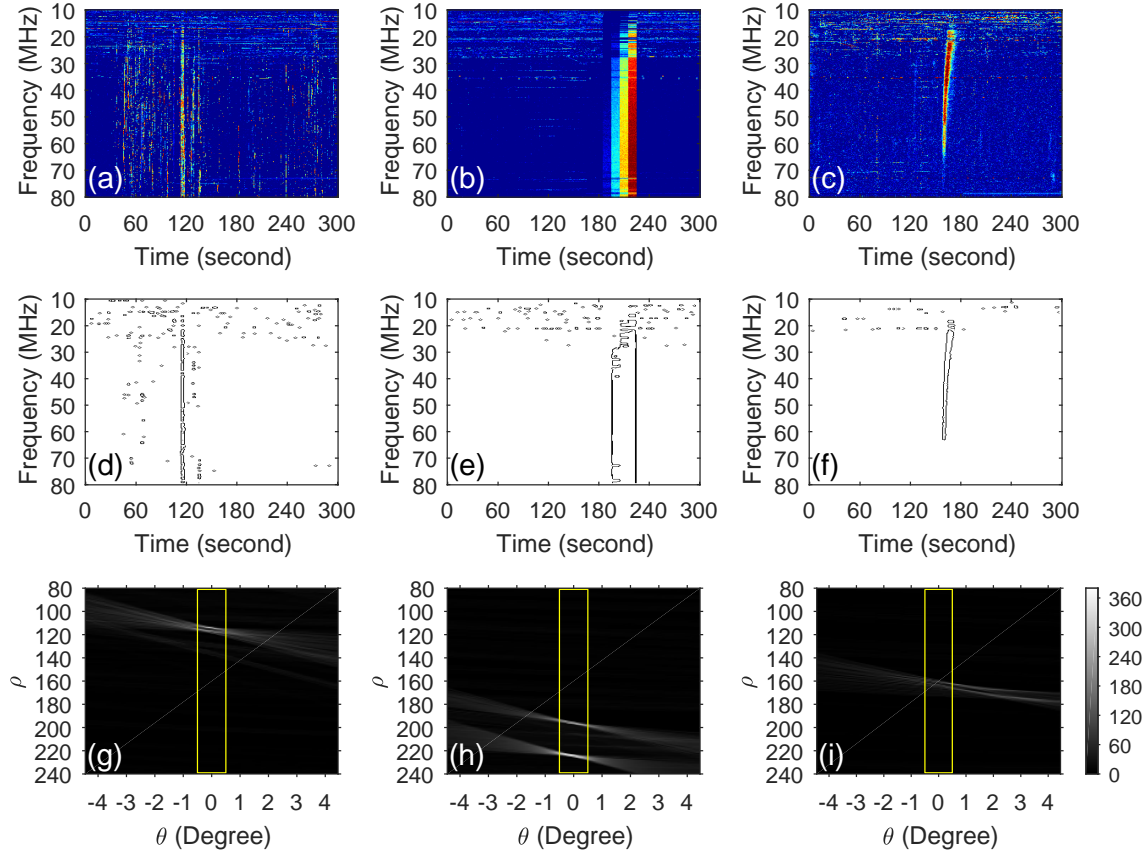 10 10 10
20 20 20
30 30 30
40 40 40
50 50 50
60 60 60
70 70 70
80 80 80
Frequency (MHz) Frequency (MHz) Frequency (MHz)
(a) (b) (c)
0 60 120 180 240 300 0 60 120 180 240 300 0 60 120 180 240 300
Time (second) Time (second) Time (second)
10 10 10
20 20 20
30 30 30
40 40 40
50 50 50
60 60 60
70 70 70
80 80 80
Frequency (MHz) Frequency (MHz) Frequency (MHz)
(d) (e) (f)
0 60 120 180 240 300 0 60 120 180 240 300 0 60 120 180 240 300
Time (second) Time (second) Time (second)
80 80 80
100 100 100
120 120 120
140 140 140
160 160 160
180 180 180
200 200 200
220 220 220
240 240 240
ρ ρ ρ
(g) (h) (i)
360
300
240
180
120
60
0
-4 -3 -2 -1 0 1 2 3 4 -4 -3 -2 -1 0 1 2 3 4 -4 -3 -2 -1 0 1 2 3 4
θ (Degree) θ (Degree) θ (Degree)